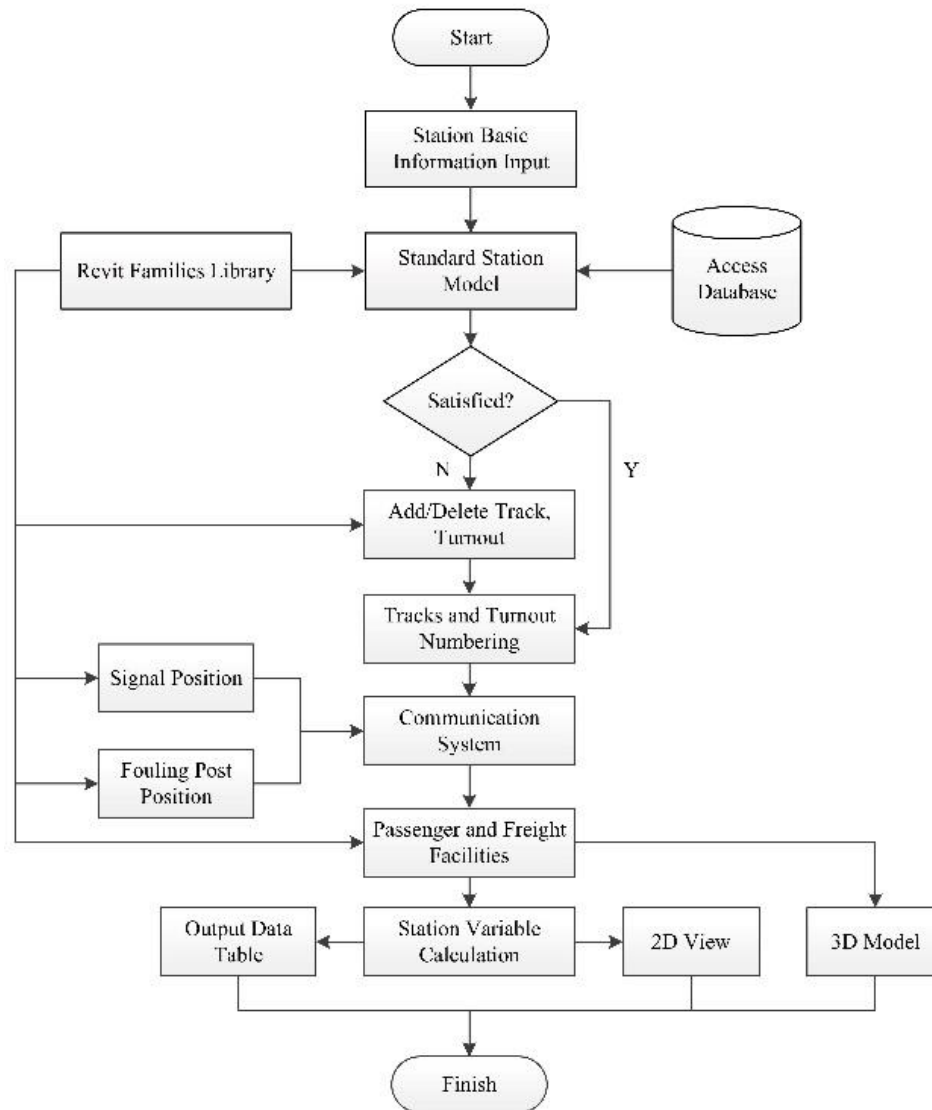 Start
Station Basic
Information Input
Revit Families Library
Standard Station
Model
Access
Database
Satisfied?
N
Y
Add/Delete Track,
Turnout
Tracks and Turnout
Numbering
Signal Position
Communication
System
Fouling Post
Position
Passenger and Freight
Facilities
Output Data
Table
Station Variable
Calculation
2D View
3D Model
Finish